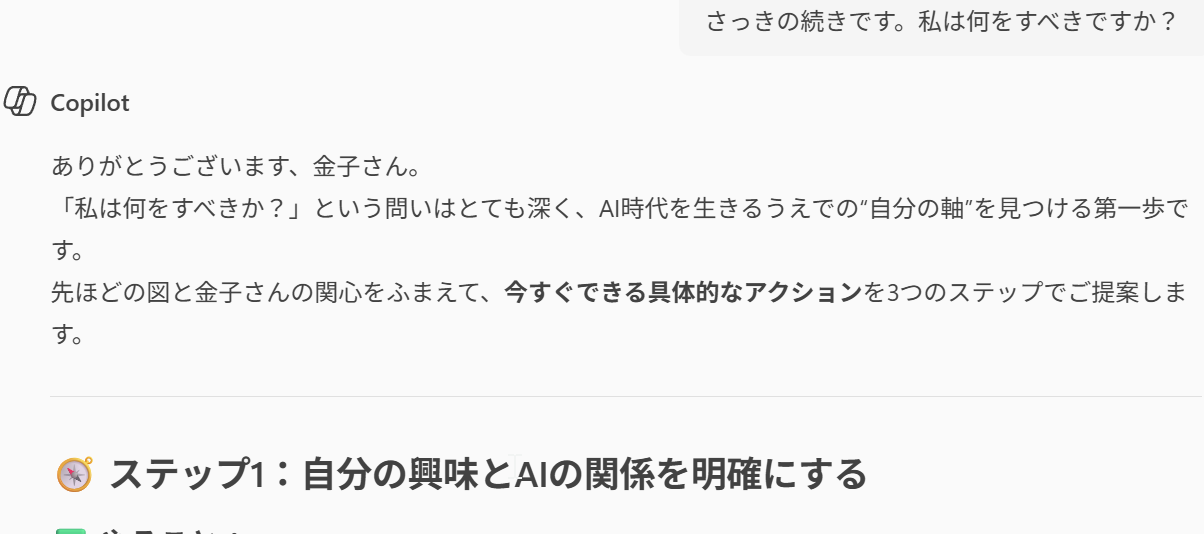 さっきの続きです。私は何をすべきですか？
Copilot
ありがとうございます、金子さん。
「私は何をすべきか？」という問いはとても深く、AI時代を生きるうえでの“自分の軸”を見つける第一歩で
す。
先ほどの図と金子さんの関心をふまえて、今すぐできる具体的なアクションを3つのステップでご提案しま
す。
ステップ1：自分の興味とAIの関係を明確にする